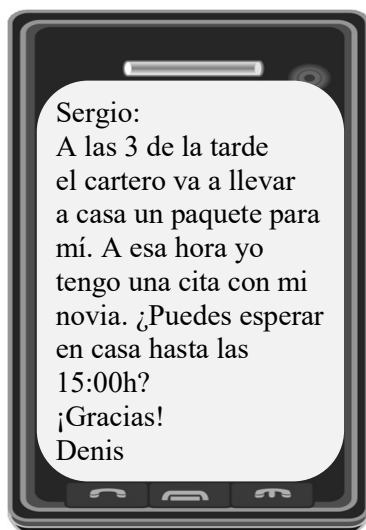 Sergio:
A las 3 de la tarde
el cartero va a llevar
a casa un paquete para
mí. A esa hora yo
tengo una cita con mi
novia. ¿Puedes esperar
en casa hasta las
15:00h?
¡Gracias!
Denis